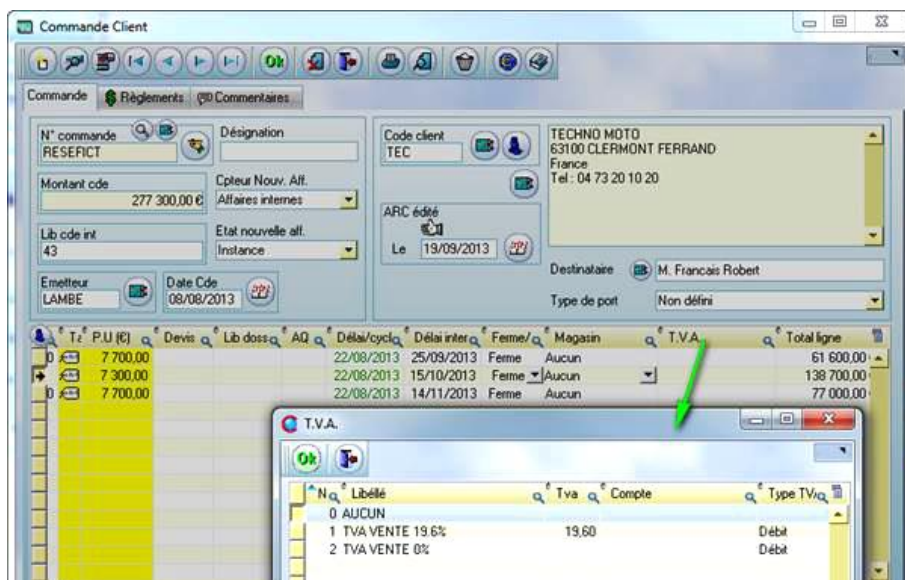 Commande Client
Ok
Commande Règlements Commentaires
N° commande Désignation Code client TECHNO MOTO
RESEFICT TEC 63100 CLERMONT FERRAND
France
Montant cde Cpteur Nouv. Aff. Tel : 04 73 20 10 20
277 300,00 € Affaires internes
ARC édité
Lib cde int Etat nouvelle aff.
43 Instance Le 19/09/2013
Emetteur Date Cde Destinataire M. Francais Robert
LAMBE 08/08/2013 Type de port Non défini
P.U (€) Devis Lib doss AQ Délai/cycl Délai inter Ferme/ Magasin T.V.A. Total ligne
0 7 700,00 22/08/2013 25/09/2013 Ferme Aucun 61 600,00
7 300,00 22/08/2013 15/10/2013 Ferme Aucun 138 700,00
0 7 700,00 22/08/2013 14/11/2013 Ferme Aucun 77 000,00
T.V.A.
Ok
N Libéllé Tva Compte Type TVA
0 AUCUN
1 TVA VENTE 19.6% 19,60 Débit
2 TVA VENTE 0% Débit